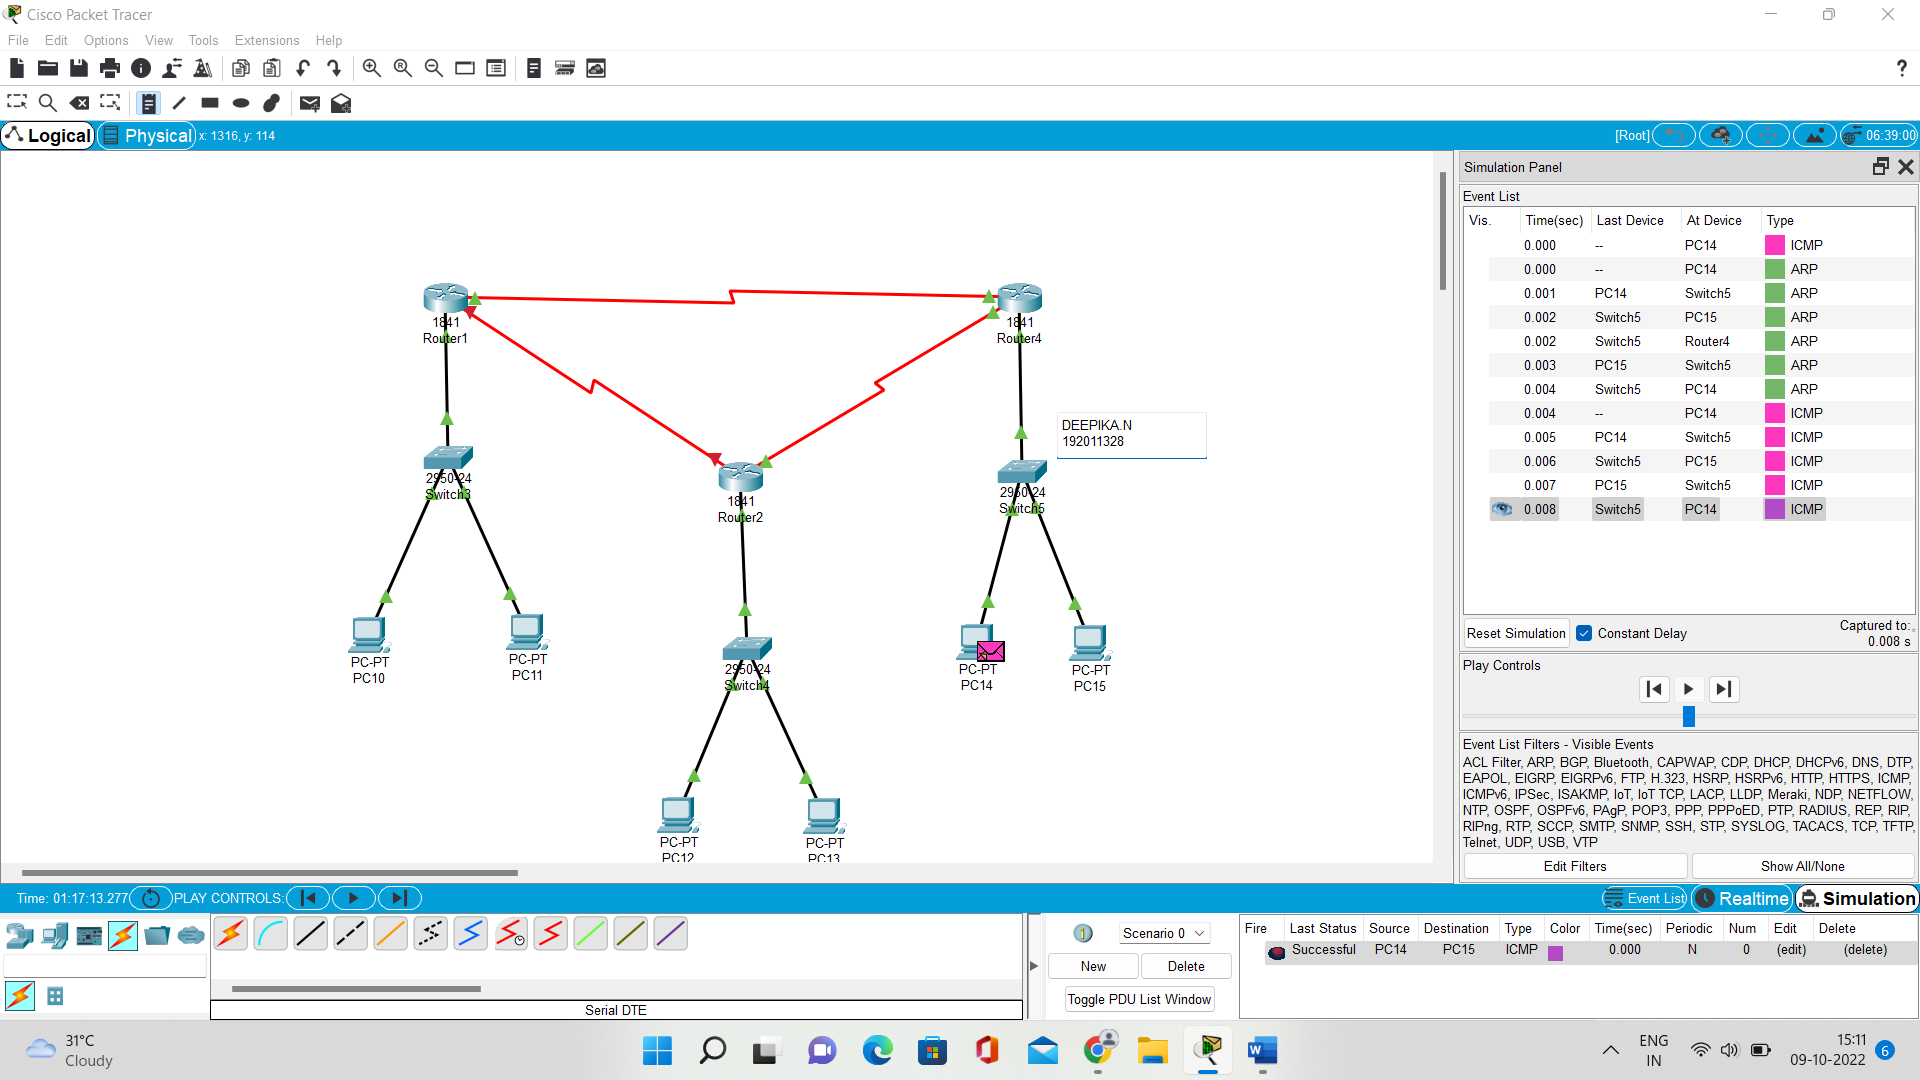 Cisco Packet Tracer
File Edit Options View Tools Extensions Help
?
Logical Physical x: 1316, y: 114 [Root] 06:39:00
Simulation Panel
Event List
Vis. Time(sec) Last Device At Device Type
0.000 -- PC14 ICMP
0.000 -- PC14 ARP
0.001 PC14 Switch5 ARP
0.002 Switch5 PC15 ARP
0.002 Switch5 Router4 ARP
0.003 PC15 Switch5 ARP
0.004 Switch5 PC14 ARP
0.004 -- PC14 ICMP
0.005 PC14 Switch5 ICMP
0.006 Switch5 PC15 ICMP
0.007 PC15 Switch5 ICMP
0.008 Switch5 PC14 ICMP
Reset Simulation Constant Delay Captured to:
0.008 s
Play Controls
Event List Filters - Visible Events
ACL Filter, ARP, BGP, Bluetooth, CAPWAP, CDP, DHCP, DHCPv6, DNS, DTP,
EAPOL, EIGRP, EIGRPv6, FTP, H.323, HSRP, HSRPv6, HTTP, HTTPS, ICMP,
ICMPv6, IPSec, ISAKMP, IoT, IoT TCP, LACP, LLDP, Meraki, NDP, NETFLOW,
NTP, OSPF, OSPFv6, PAgP, POP3, PPP, PPPoED, PTP, RADIUS, REP, RIP,
RIPng, RTP, SCCP, SMTP, SNMP, SSH, STP, SYSLOG, TACACS, TCP, TFTP,
Telnet, UDP, USB, VTP
Edit Filters Show All/None
1841
Router1
1841
Router4
DEEPIKA.N
192011328
2950-24
Switch3
1841
Router2
2950-24
Switch5
PC-PT
PC10
PC-PT
PC11
2950-24
Switch4
PC-PT
PC14
PC-PT
PC15
PC-PT
PC12
PC-PT
PC13
Time: 01:17:13.277 PLAY CONTROLS: Event List Realtime Simulation
Serial DTE
1 Scenario 0
New Delete
Toggle PDU List Window
Fire Last Status Source Destination Type Color Time(sec) Periodic Num Edit Delete
Successful PC14 PC15 ICMP 0.000 N 0 (edit) (delete)
31°C
Cloudy
ENG
IN
15:11
09-10-2022
6